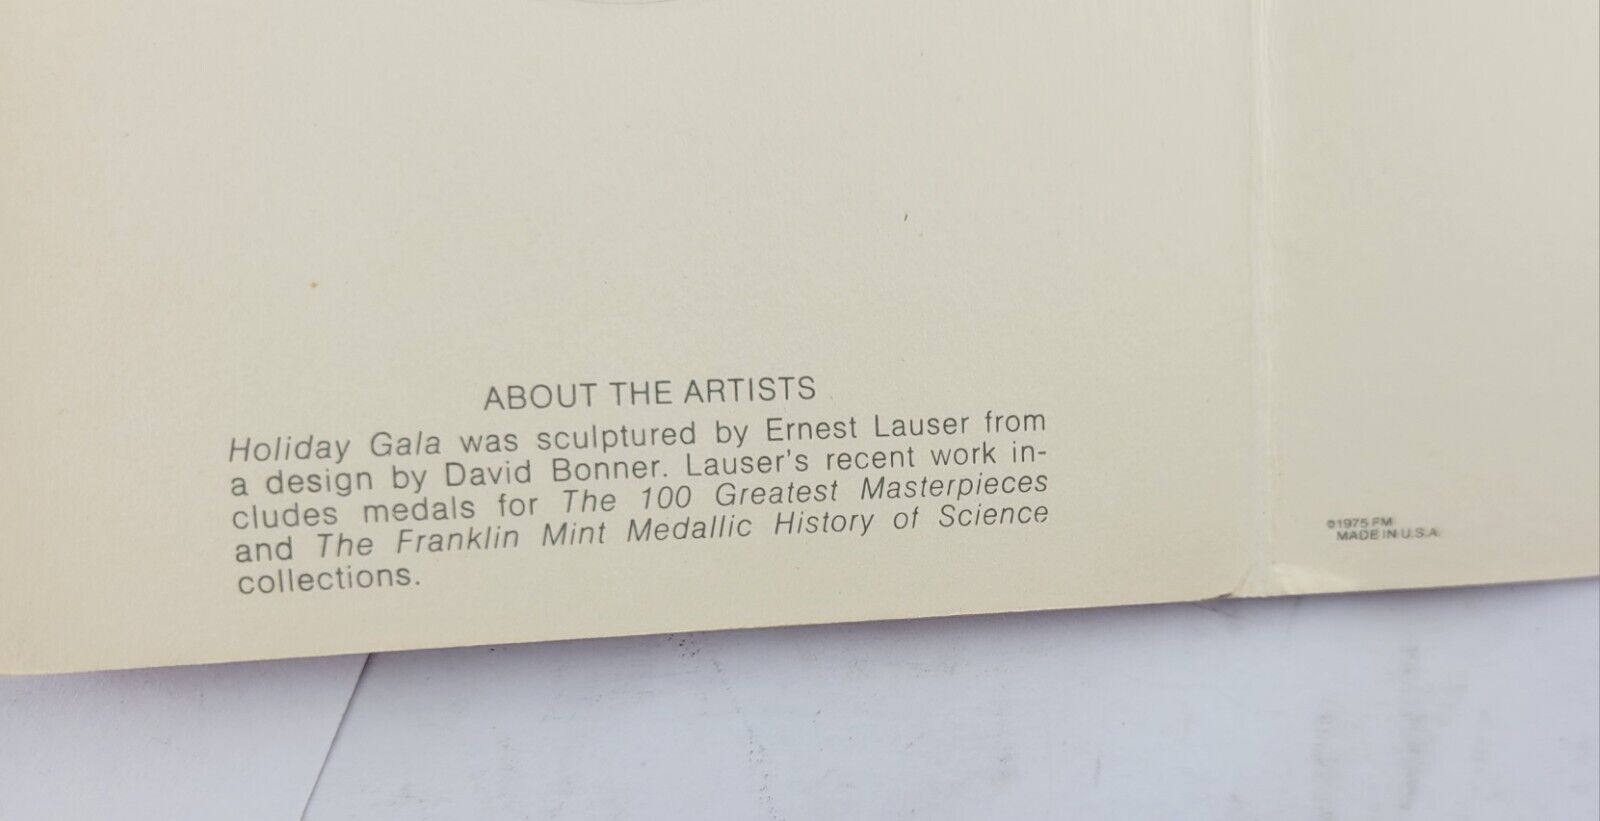 ABOUT THE ARTISTS
Holiday Gala was sculptured by Ernest Lauser from
a design by David Bonner. Lauser's recent work in-
cludes medals for The 100 Greatest Masterpieces
and The Franklin Mint Medallic History of Science
collections.
©1975 FM
MADE IN U.S.A.